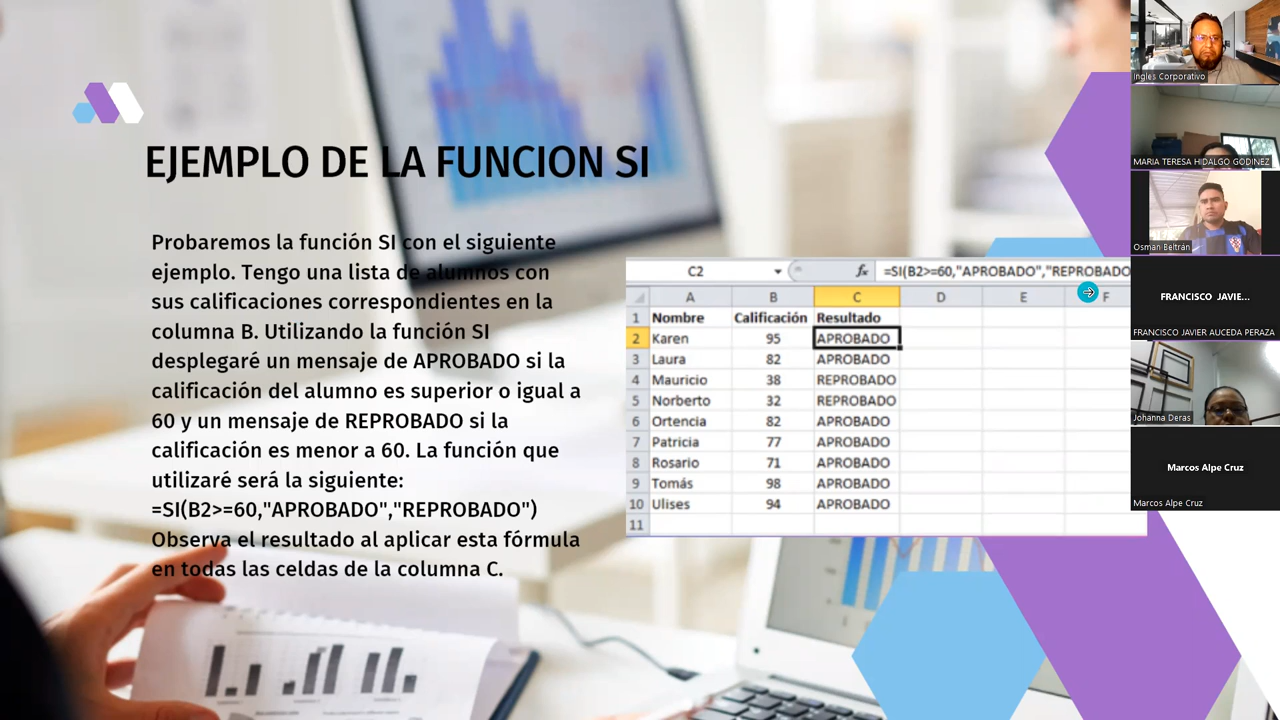 EJEMPLO DE LA FUNCION SI
Probaremos la función SI con el siguiente
ejemplo. Tengo una lista de alumnos con
sus calificaciones correspondientes en la
columna B. Utilizando la función SI
desplegaré un mensaje de APROBADO si la
calificación del alumno es superior o igual a
60 y un mensaje de REPROBADO si la
calificación es menor a 60. La función que
utilizaré será la siguiente:
=SI(B2>=60,"APROBADO","REPROBADO")
Observa el resultado al aplicar esta fórmula
en todas las celdas de la columna C.
C2 fx =SI(B2>=60,"APROBADO","REPROBADO
A B C D E F
1 Nombre Calificación Resultado
2 Karen 95 APROBADO
3 Laura 82 APROBADO
4 Mauricio 38 REPROBADO
5 Norberto 32 REPROBADO
6 Ortencia 82 APROBADO
7 Patricia 77 APROBADO
8 Rosario 71 APROBADO
9 Tomás 98 APROBADO
10 Ulises 94 APROBADO
11
Ingles Corporativo
MARIA TERESA HIDALGO GODINEZ
Osman Beltrán
FRANCISCO JAVIE...
FRANCISCO JAVIER AUCEDA PERAZA
Johanna Deras
Marcos Alpe Cruz
Marcos Alpe Cruz